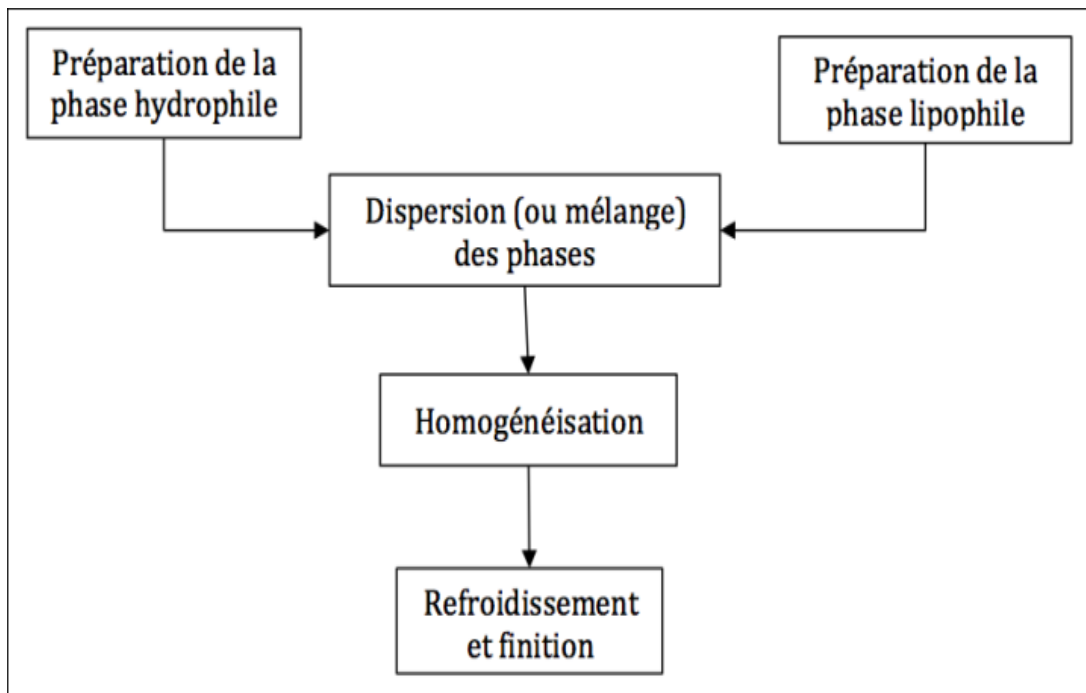 Préparation de la
phase hydrophile
Préparation de la
phase lipophile
Dispersion (ou mélange)
des phases
Homogénéisation
Refroidissement
et finition